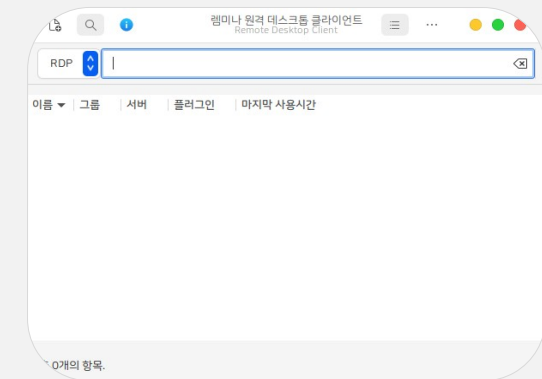 렘미나 원격 데스크톱 클라이언트
Remote Desktop Client
RDP
이름 그룹 서버 플러그인 마지막 사용시간
0개의 항목.